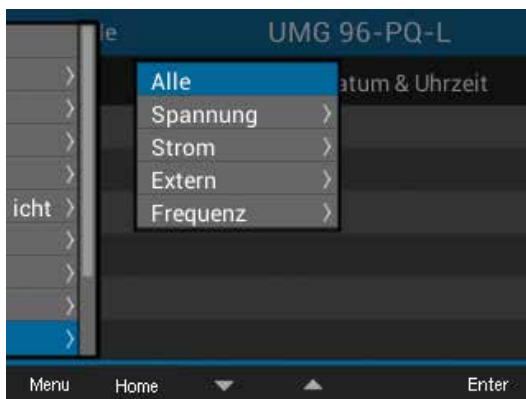 le UMG 96-PQ-L
Alle
atum & Uhrzeit
Spannung
Strom
Extern
icht
Frequenz
Menu Home Enter